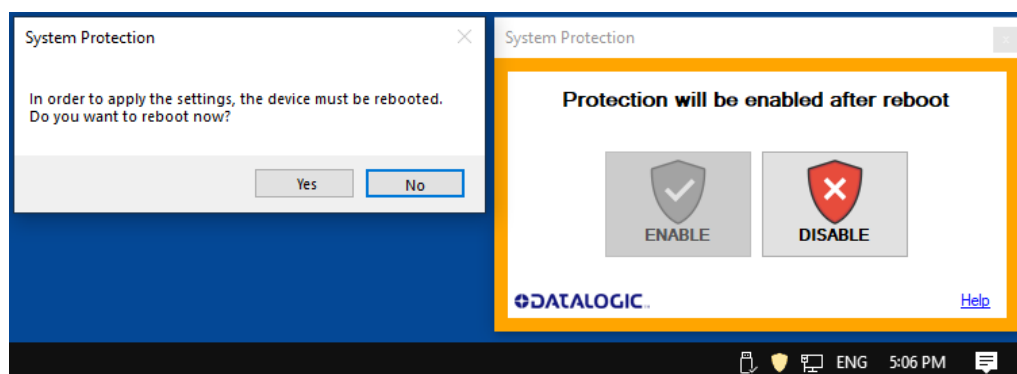 System Protection
In order to apply the settings, the device must be rebooted.
Do you want to reboot now?
Yes
No
System Protection
Protection will be enabled after reboot
ENABLE
DISABLE
DATALOGIC
Help
ENG
5:06 PM